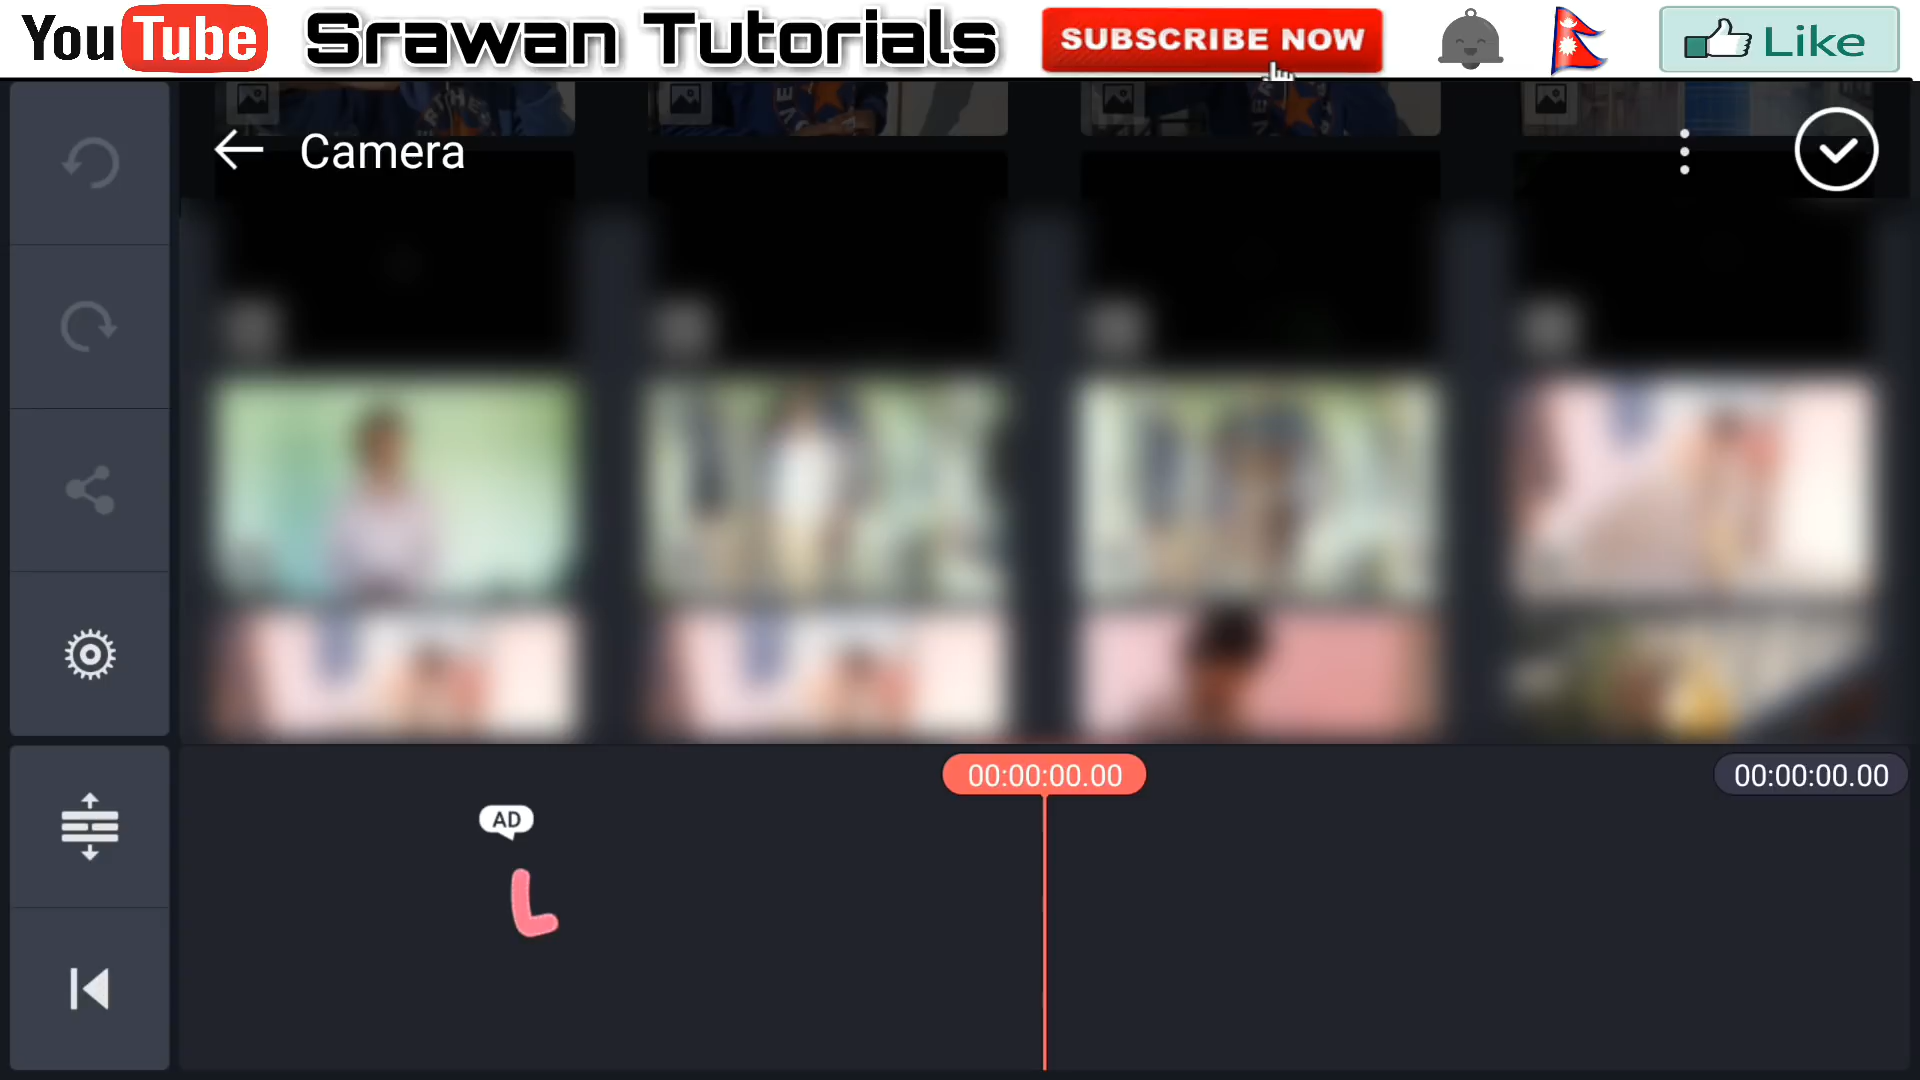 YouTube Srawan Tutorials SUBSCRIBE NOW Like
Camera
00:00:00.00 00:00:00.00
AD
L